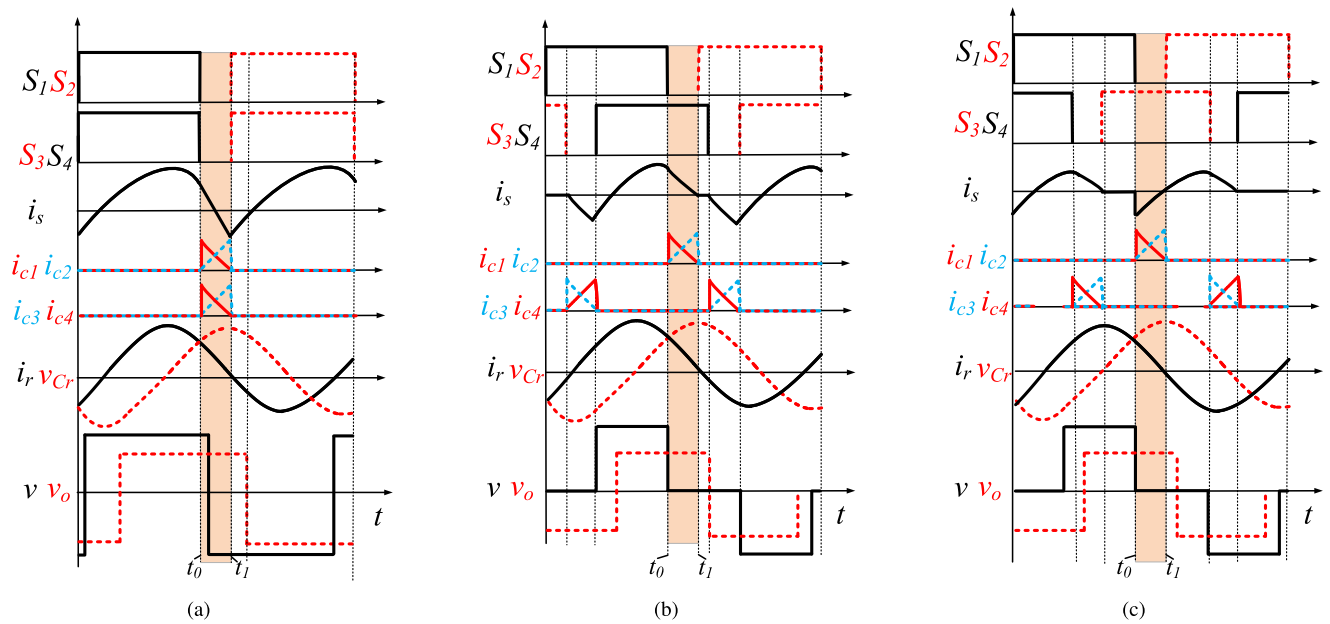 S1 S2
S3 S4
is
ic1 ic2
ic3 ic4
ir vCr
v vo
t
t0 t1
(a)
S1 S2
S3 S4
is
ic1 ic2
ic3 ic4
ir vCr
v vo
t
t0 t1
(b)
S1 S2
S3 S4
is
ic1 ic2
ic3 ic4
ir vCr
v vo
t
t0 t1
(c)